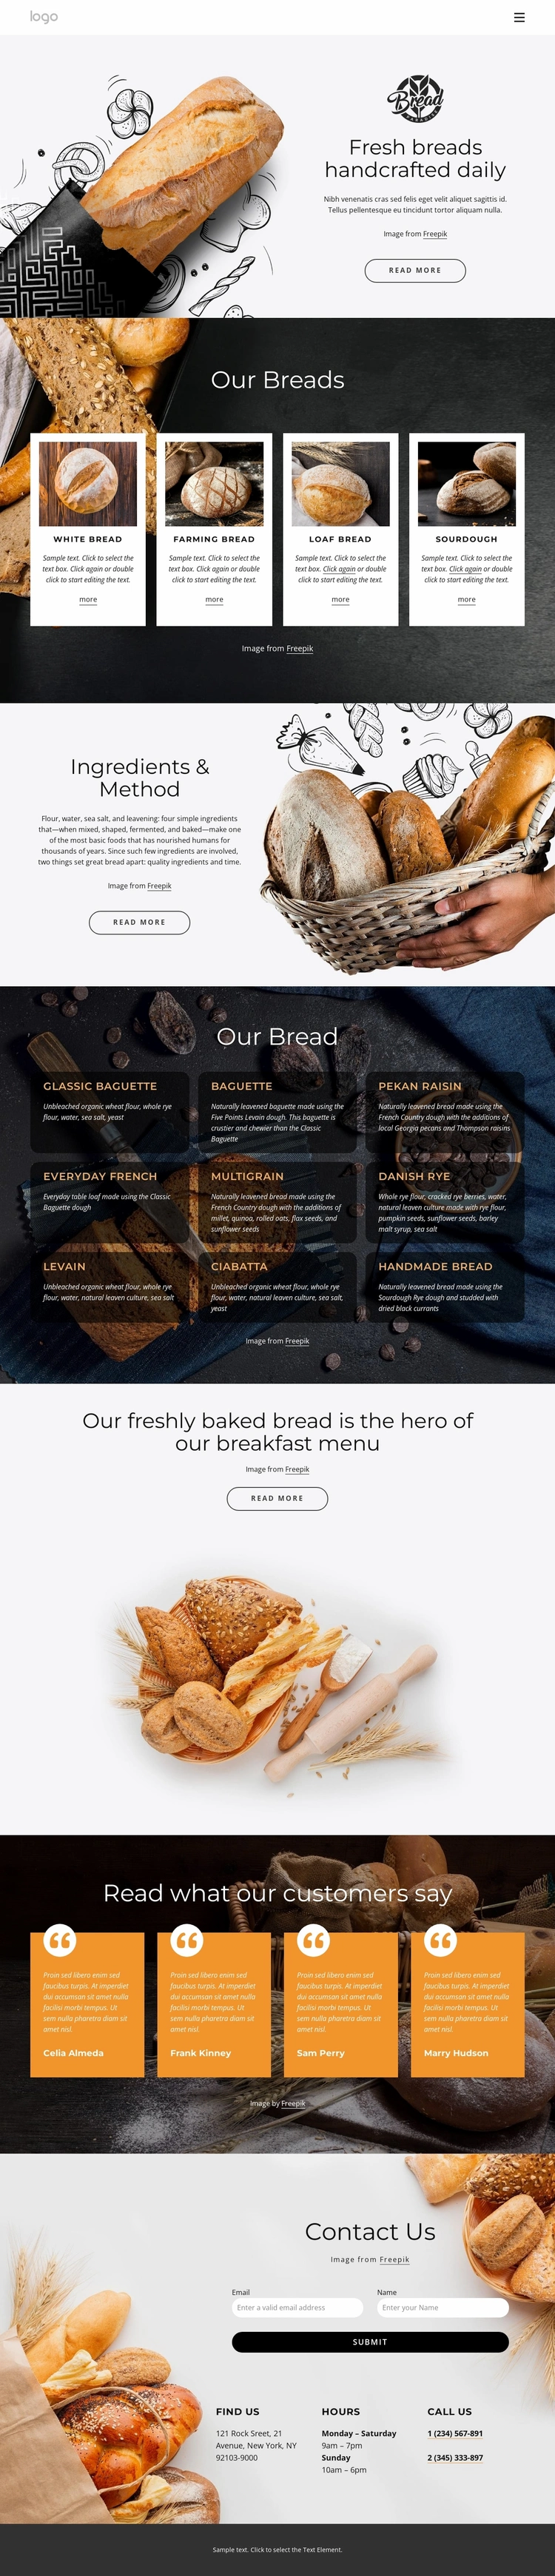 logo
Bread
Fresh breads
handcrafted daily
Nibh venenatis cras sed felis eget velit aliquet sagittis id.
Tellus pellentesque eu tincidunt tortor aliquam nulla.
Image from Freepik
READ MORE
Our Breads
WHITE BREAD
Sample text. Click to select the
text box. Click again or double
click to start editing the text.
more
FARMING BREAD
Sample text. Click to select the
text box. Click again or double
click to start editing the text.
more
LOAF BREAD
Sample text. Click to select the
text box. Click again or double
click to start editing the text.
more
SOURDOUGH
Sample text. Click to select the
text box. Click again or double
click to start editing the text.
more
Image from Freepik
Ingredients &
Method
Flour, water, sea salt, and leavening: four simple ingredients
that—when mixed, shaped, fermented, and baked—make one
of the most basic foods that has nourished humans for
thousands of years. Since such few ingredients are involved,
two things set great bread apart: quality ingredients and time.
Image from Freepik
READ MORE
Our Bread
GLASSIC BAGUETTE
Unbleached organic wheat flour, whole rye
flour, water, sea salt, yeast
BAGUETTE
Naturally leavened baguette made using the
Five Points Levain dough. This baguette is
crustier and chewier than the Classic
Baguette
PEKAN RAISIN
Naturally leavened bread made using the
French Country dough with the additions of
local Georgia pecans and Thompson raisins
EVERYDAY FRENCH
Everyday table loaf made using the Classic
Baguette dough
MULTIGRAIN
Naturally leavened bread made using the
French Country dough with the additions of
millet, quinoa, rolled oats, flax seeds, and
sunflower seeds
DANISH RYE
Whole rye flour, cracked rye berries, water,
natural leaven culture made with rye flour,
pumpkin seeds, sunflower seeds, barley
malt syrup, sea salt
LEVAIN
Unbleached organic wheat flour, whole rye
flour, water, natural leaven culture, sea salt
CIABATTA
Unbleached organic wheat flour, whole rye
flour, water, natural leaven culture, sea salt,
yeast
HANDMADE BREAD
Naturally leavened bread made using the
Sourdough Rye dough and studded with
dried black currants
Image from Freepik
Our freshly baked bread is the hero of
our breakfast menu
Image from Freepik
READ MORE
Read what our customers say
Proin sed libero enim sed
faucibus turpis. At imperdiet
dui accumsan sit amet nulla
facilisi morbi tempus. Ut
sem nulla pharetra diam sit
amet nisl.
Celia Almeda
Proin sed libero enim sed
faucibus turpis. At imperdiet
dui accumsan sit amet nulla
facilisi morbi tempus. Ut
sem nulla pharetra diam sit
amet nisl.
Frank Kinney
Proin sed libero enim sed
faucibus turpis. At imperdiet
dui accumsan sit amet nulla
facilisi morbi tempus. Ut
sem nulla pharetra diam sit
amet nisl.
Sam Perry
Proin sed libero enim sed
faucibus turpis. At imperdiet
dui accumsan sit amet nulla
facilisi morbi tempus. Ut
sem nulla pharetra diam sit
amet nisl.
Marry Hudson
Image by Freepik
Contact Us
Image from Freepik
Email
Enter a valid email address
Name
Enter your Name
SUBMIT
FIND US
121 Rock Sreet, 21
Avenue, New York, NY
92103-9000
HOURS
Monday – Saturday
9am – 7pm
Sunday
10am – 6pm
CALL US
1 (234) 567-891
2 (345) 333-897
Sample text. Click to select the Text Element.